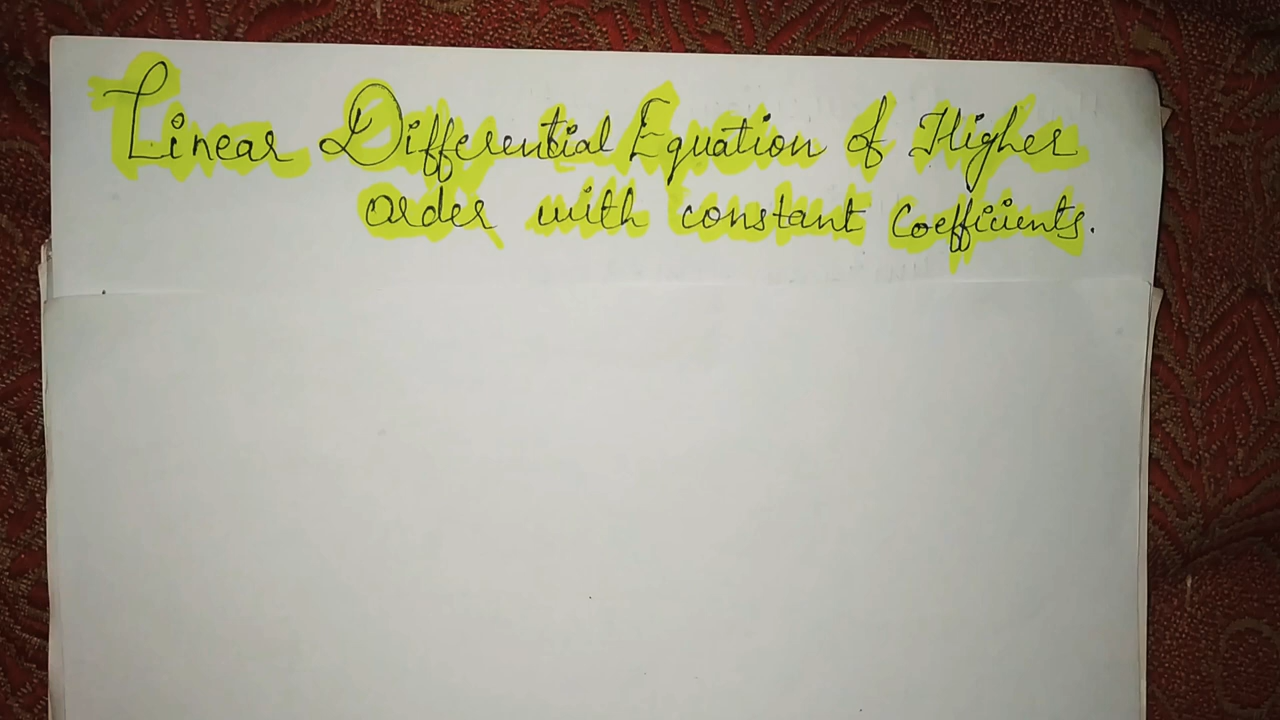 Linear Differential Equation of Higher
order with constant Coefficients.